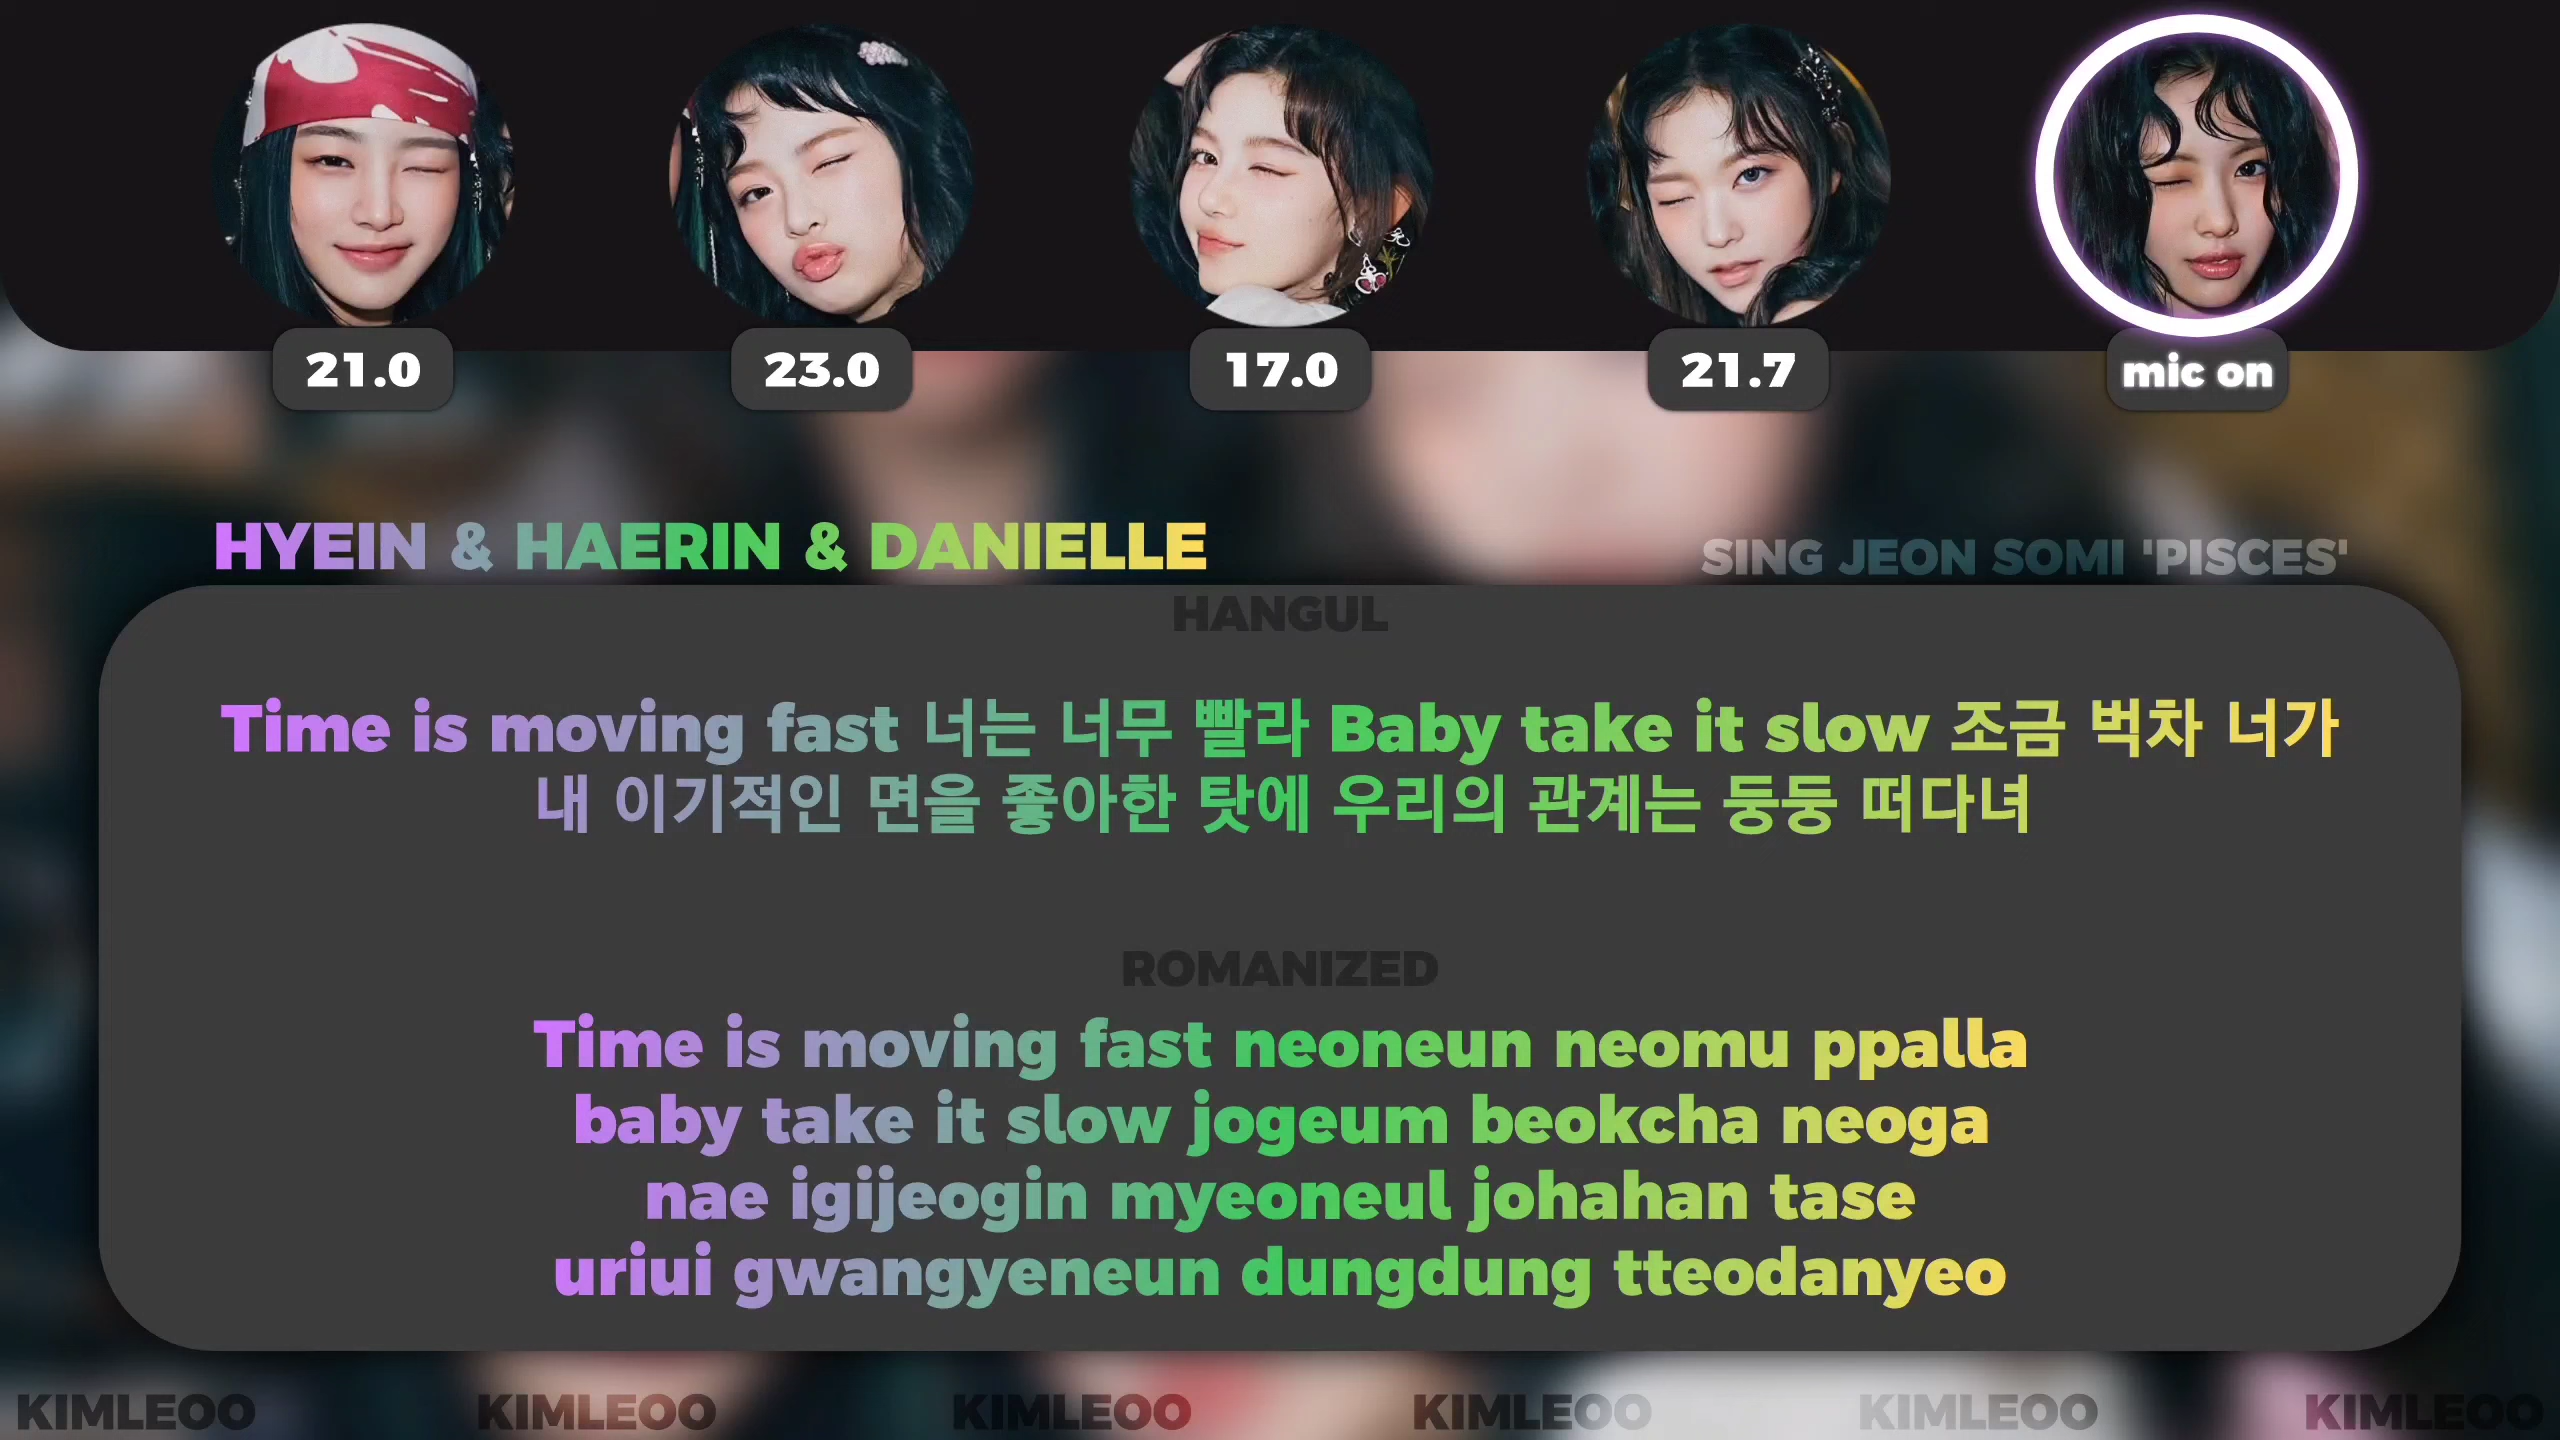 21.0
23.0
17.0
21.7
mic on
HYEIN & HAERIN & DANIELLE
SING JEON SOMI 'PISCES'
HANGUL
Time is moving fast 너는 너무 빨라 Baby take it slow 조금 벅차 너가
내 이기적인 면을 좋아한 탓에 우리의 관계는 둥둥 떠다녀
ROMANIZED
Time is moving fast neoneun neomu ppalla
baby take it slow jogeum beokcha neoga
nae igijeogin myeoneul johahan tase
uriui gwangyeneun dungdung tteodanyeo
KIMLEOO KIMLEOO KIMLEOO KIMLEOO KIMLEOO KIMLEOO